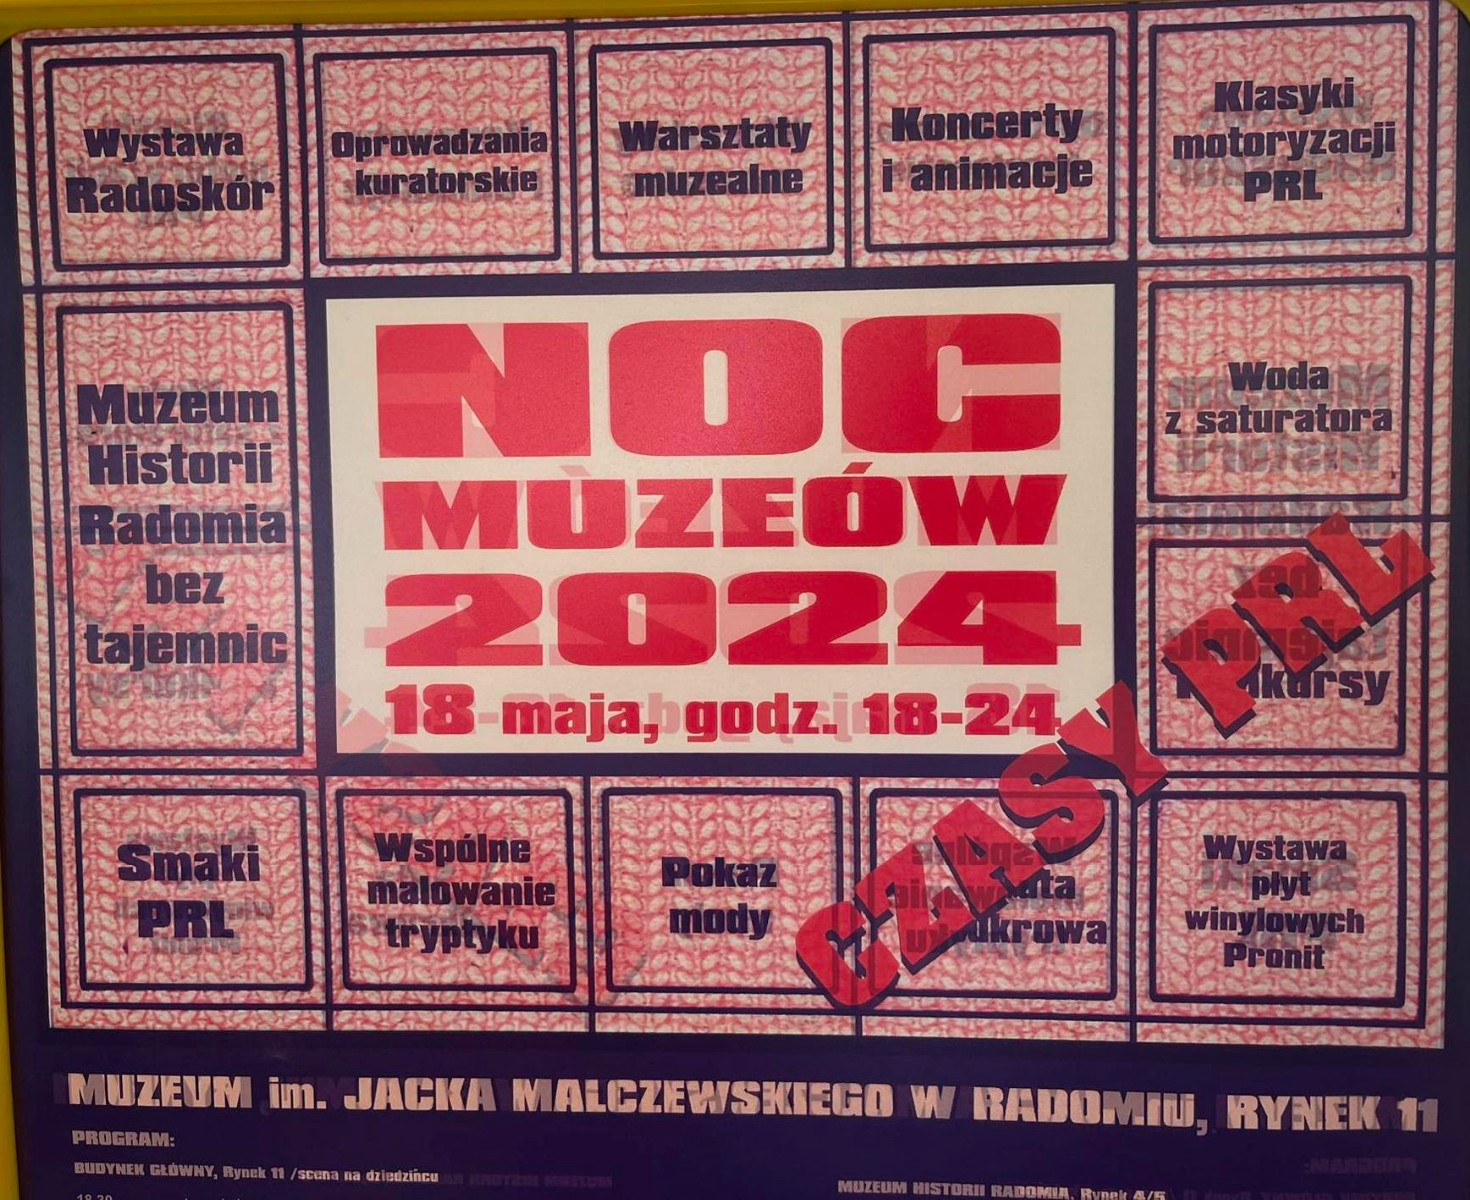 Wystawa
Radoskór
Oprowadzania
kuratorskie
Warsztaty
muzealne
Koncerty
i animacje
Klasyki
motoryzacji
PRL
Muzeum
Historii
Radomia
bez
tajemnic
NOC
MUZEÓW
2024
18 maja, godz. 18-24
Woda
z saturatora
CZASY PRL
Smaki
PRL
Wspólne
malowanie
tryptyku
Pokaz
mody
Wystawa
płyt
winylowych
Pronit
MUZEUM im. JACKA MALCZEWSKIEGO W RADOMIU, RYNEK 11
PROGRAM:
BUDYNEK GŁÓWNY, Rynek 11 /scena na dziedzińcu
MUZEUM HISTORII RADOMIA, Rynek 4/5